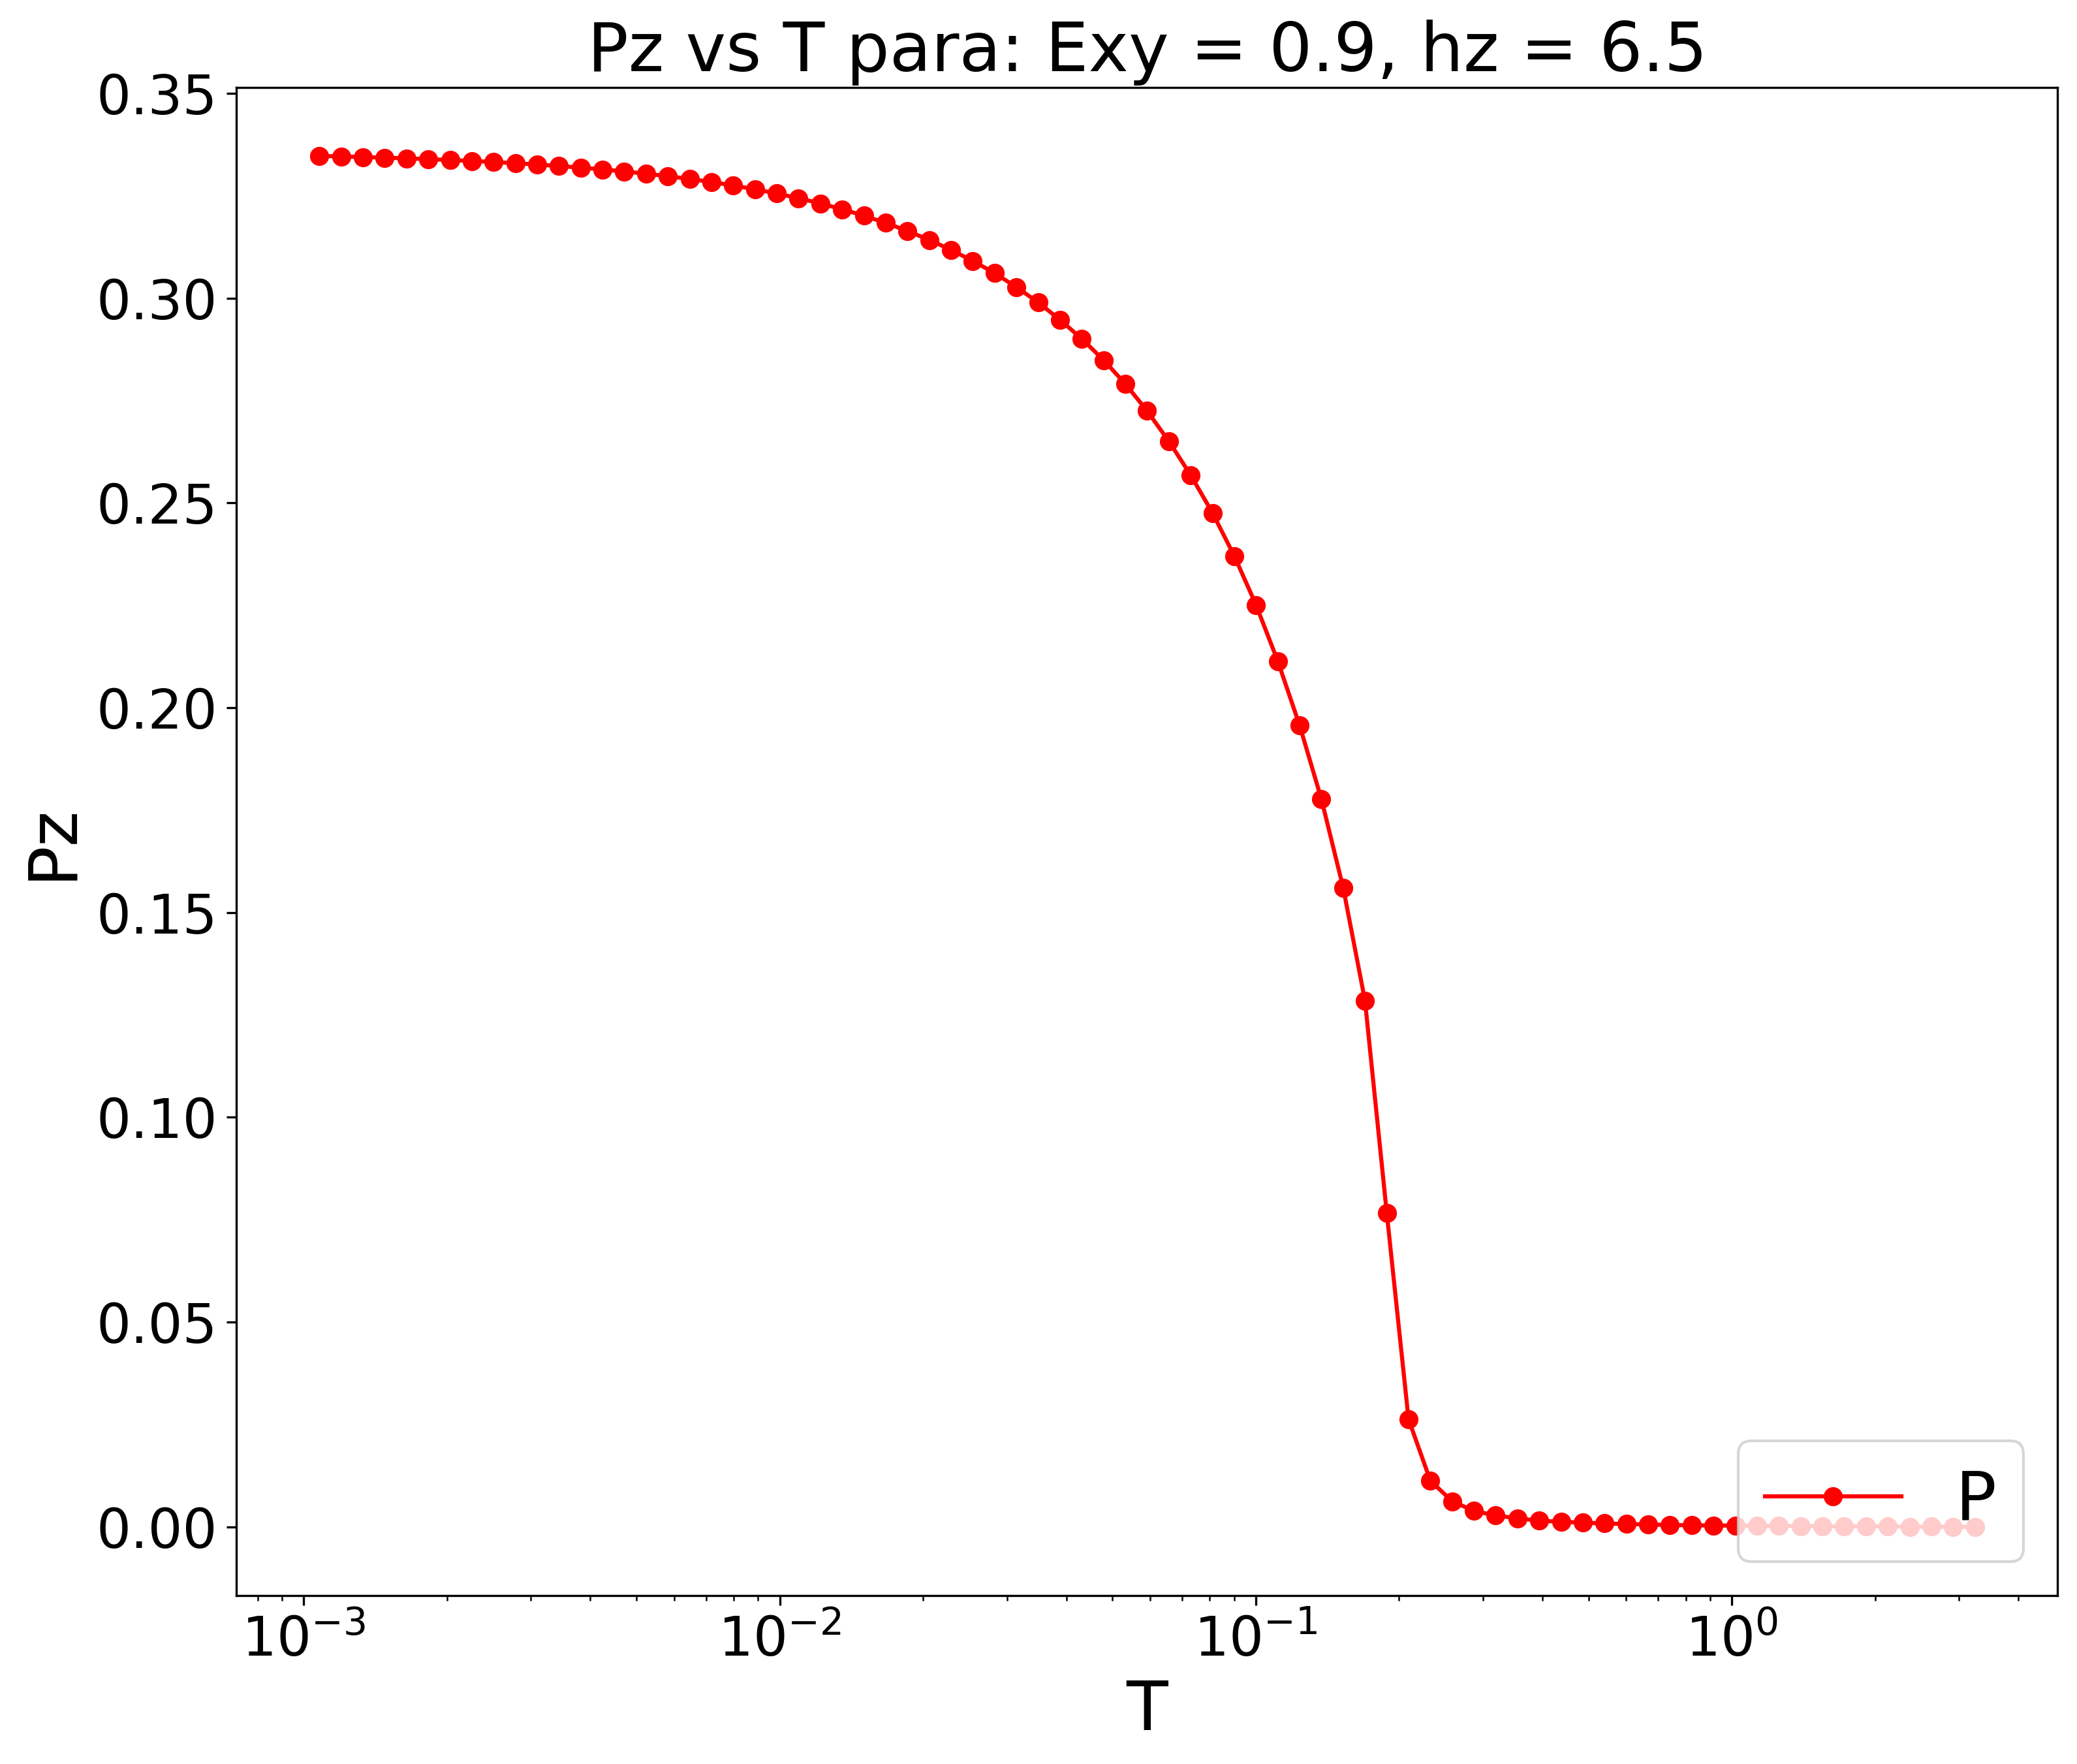 Pz vs T para: Exy = 0.9, hz = 6.5
0.35
0.30
0.25
0.20
0.15
0.10
0.05
0.00
Pz
P
10⁻³ 10⁻² 10⁻¹ 10⁰
T